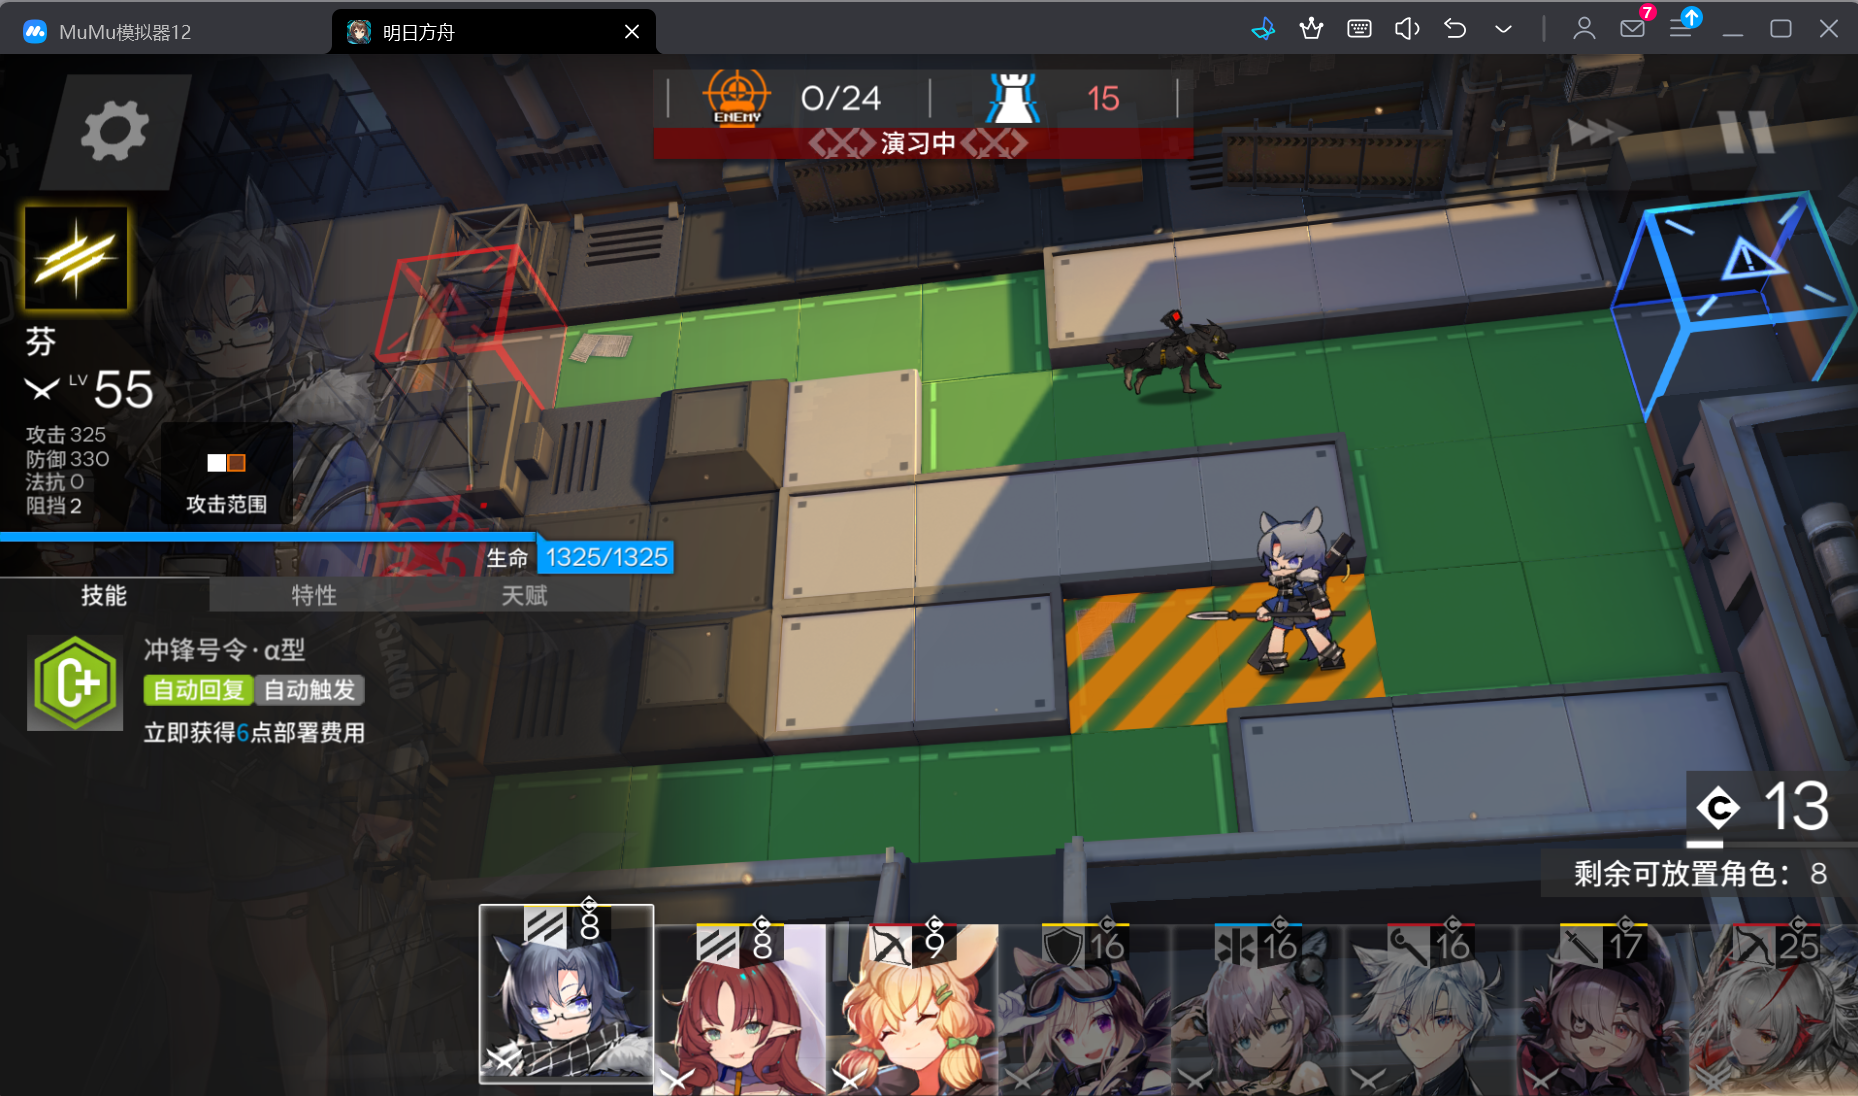 MuMu模拟器12
明日方舟
7
ENEMY
0/24
15
演习中
芬
LV 55
攻击 325
防御 330
法抗 0
阻挡 2
攻击范围
生命 1325/1325
技能
特性
天赋
C+
冲锋号令·α型
自动回复 自动触发
立即获得6点部署费用
ISLAND
C 13
剩余可放置角色： 8
8
8
9
16
16
16
17
25